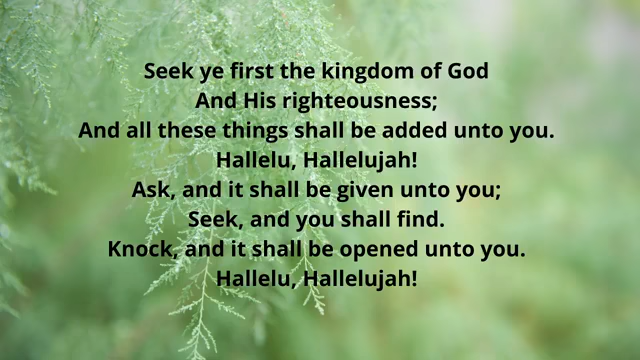 Seek ye first the kingdom of God
And His righteousness;
And all these things shall be added unto you.
Hallelu, Hallelujah!
Ask, and it shall be given unto you;
Seek, and you shall find.
Knock, and it shall be opened unto you.
Hallelu, Hallelujah!